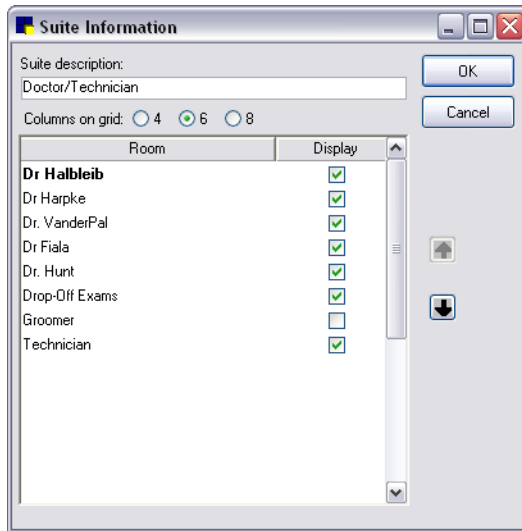 Suite Information
Suite description:
OK
Doctor/Technician
Columns on grid: 4 6 8
Cancel
Room Display
Dr Halbleib
Dr Harpke
Dr. VanderPal
Dr Fiala
Dr. Hunt
Drop-Off Exams
Groomer
Technician